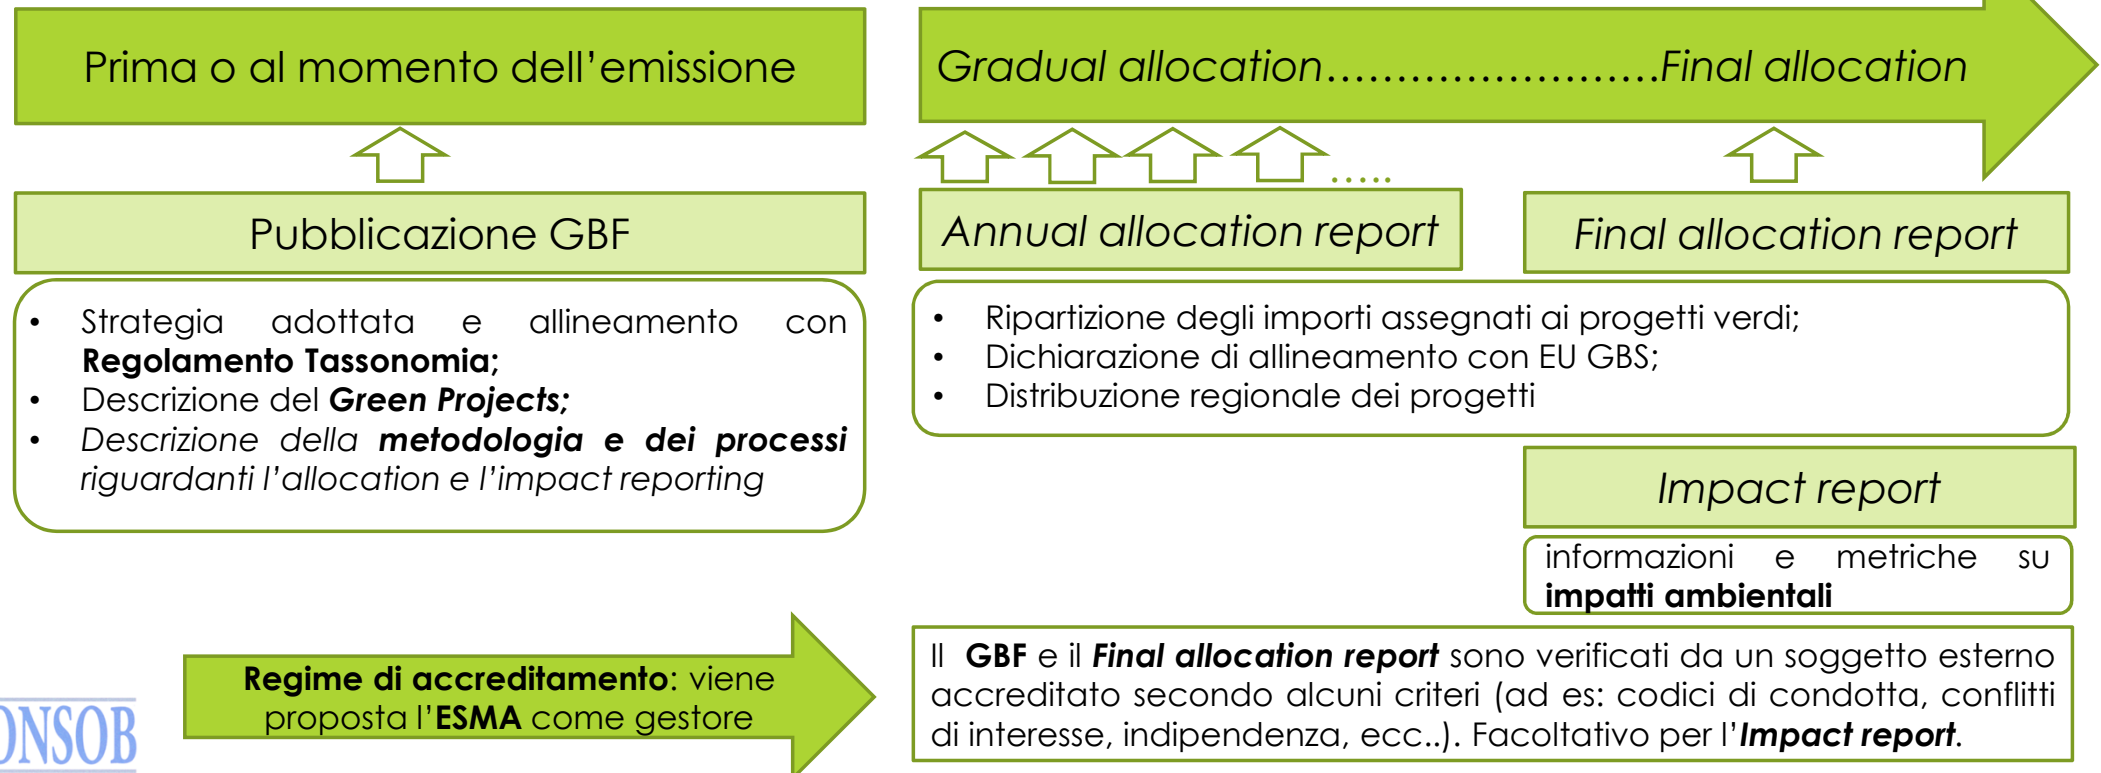 Prima o al momento dell’emissione
Gradual allocation……………………Final allocation
…..
Pubblicazione GBF
Annual allocation report
Final allocation report
• Strategia adottata e allineamento con
Regolamento Tassonomia;
• Descrizione del Green Projects;
• Descrizione della metodologia e dei processi
riguardanti l’allocation e l’impact reporting
• Ripartizione degli importi assegnati ai progetti verdi;
• Dichiarazione di allineamento con EU GBS;
• Distribuzione regionale dei progetti
Impact report
informazioni e metriche su
impatti ambientali
Regime di accreditamento: viene
proposta l’ESMA come gestore
Il GBF e il Final allocation report sono verificati da un soggetto esterno
accreditato secondo alcuni criteri (ad es: codici di condotta, conflitti
di interesse, indipendenza, ecc..). Facoltativo per l’Impact report.
ONSOB